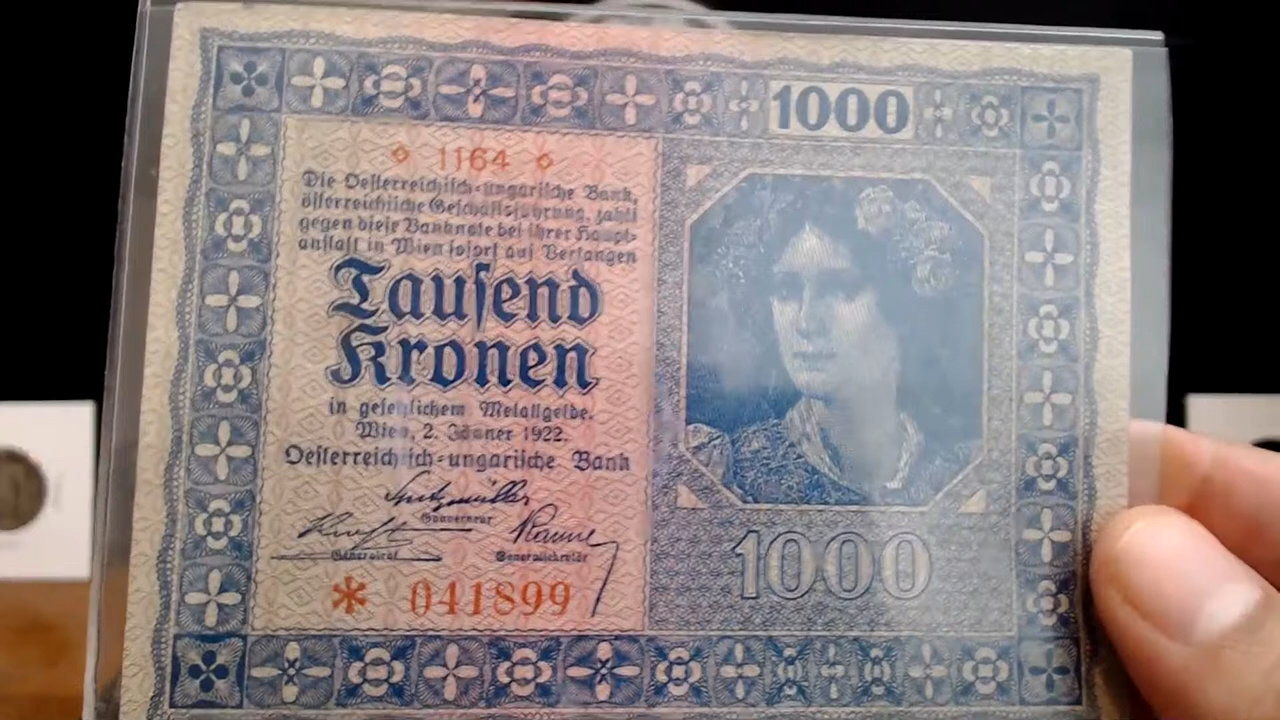 1000
◇ 1164 ◇
Die Oesterreichisch-ungarische Bank,
österreichische Geschäftsführung, zahlt
gegen diese Banknote bei ihrer Haupt-
anstalt in Wien sofort auf Verlangen
Tausend
Kronen
in gesetzlichem Metallgelde.
Wien, 2. Jänner 1922.
Oesterreichisch-ungarische Bank
Spitzmüller
Gouverneur
Generalrat
Generalsekretär
* 041899
1000